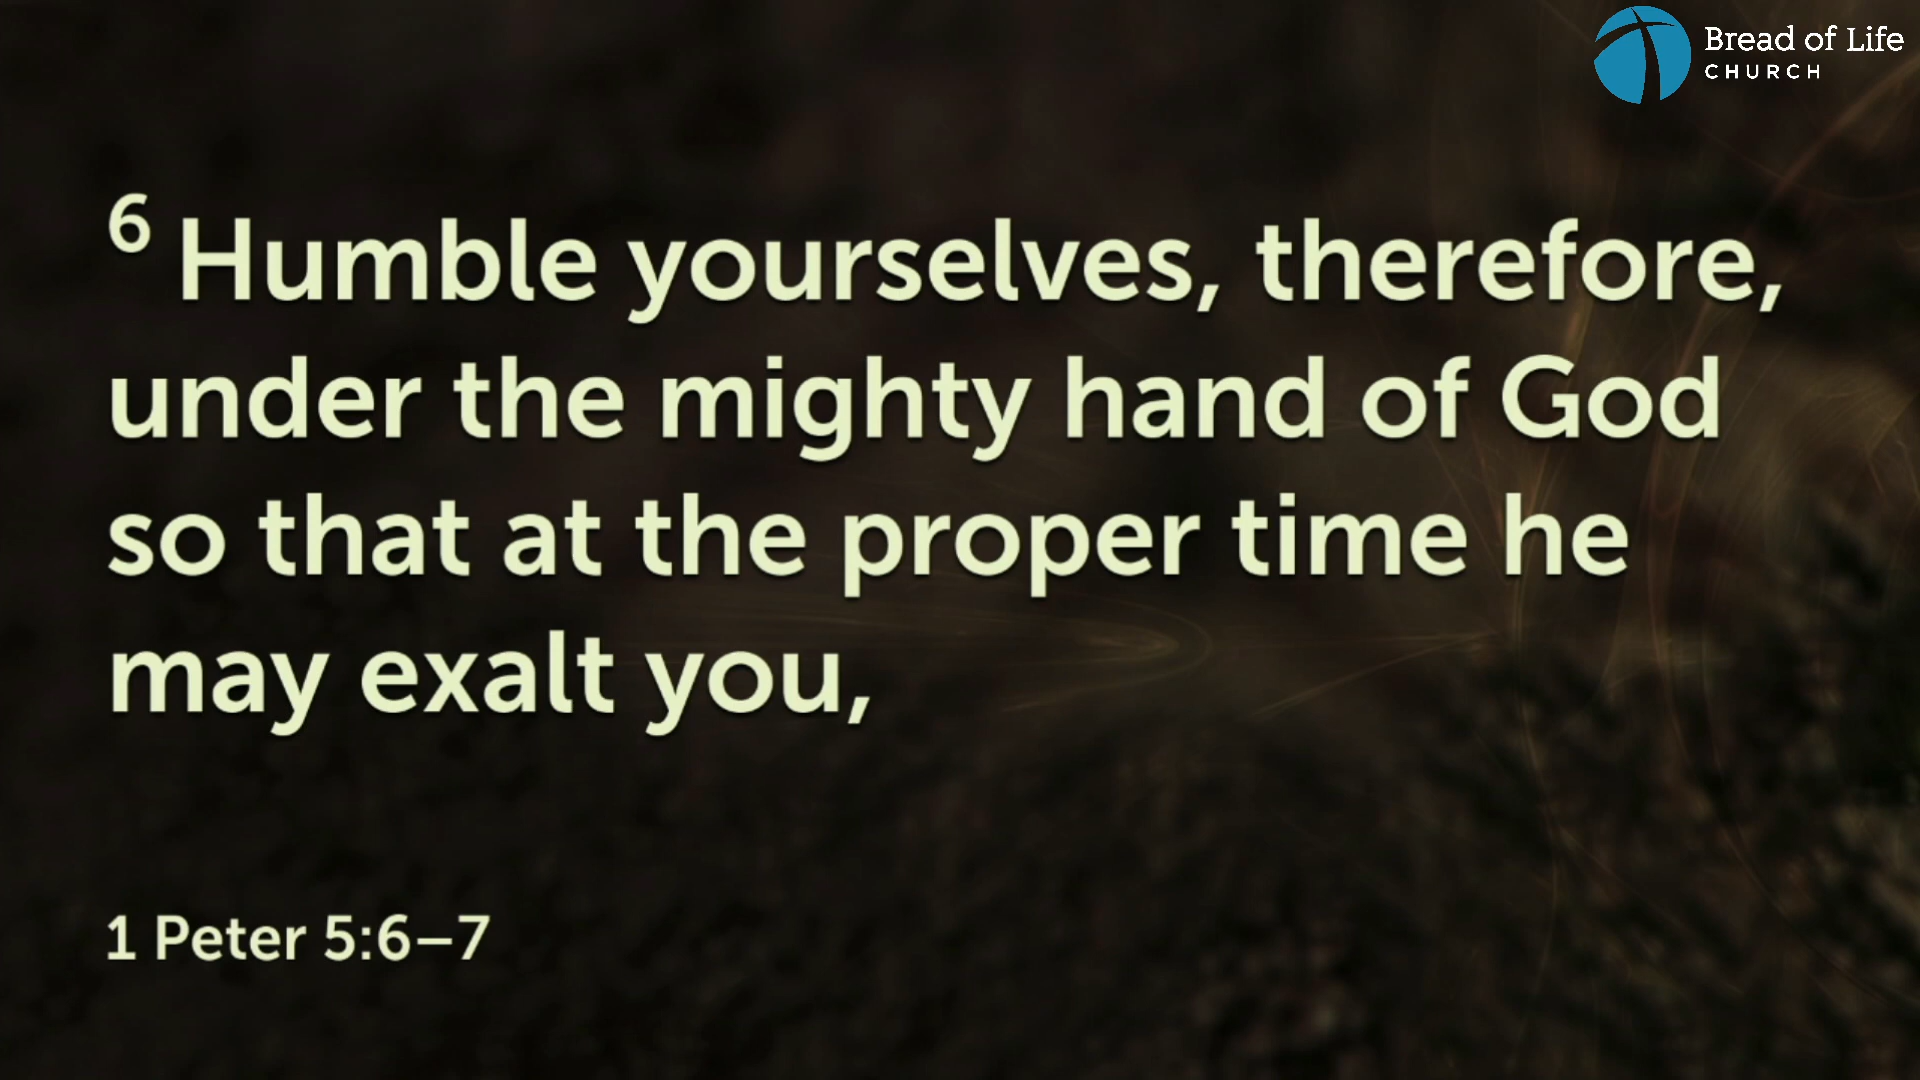 Bread of Life
CHURCH
6 Humble yourselves, therefore,
under the mighty hand of God
so that at the proper time he
may exalt you,
1 Peter 5:6–7